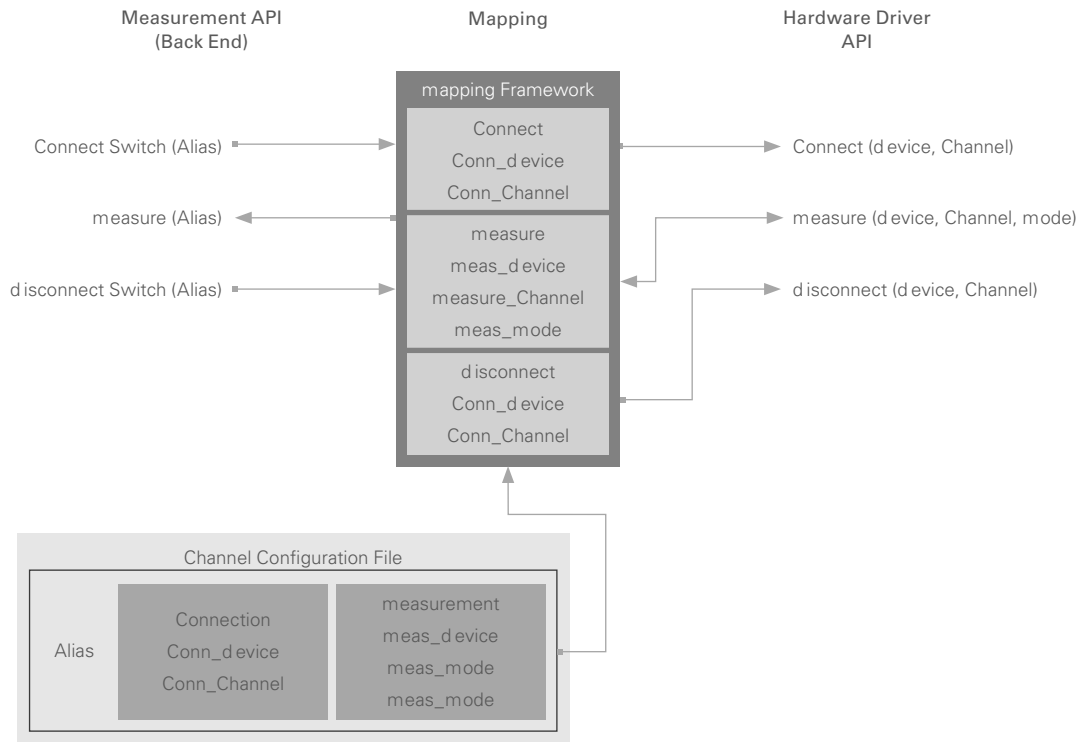 Measurement API
(Back End)
Mapping
Hardware Driver
API
mapping Framework
Connect
Conn_d evice
Conn_Channel
measure
meas_d evice
measure_Channel
meas_mode
d isconnect
Conn_d evice
Conn_Channel
Connect Switch (Alias)
measure (Alias)
d isconnect Switch (Alias)
Connect (d evice, Channel)
measure (d evice, Channel, mode)
d isconnect (d evice, Channel)
Channel Configuration File
Alias
Connection
Conn_d evice
Conn_Channel
measurement
meas_d evice
meas_mode
meas_mode